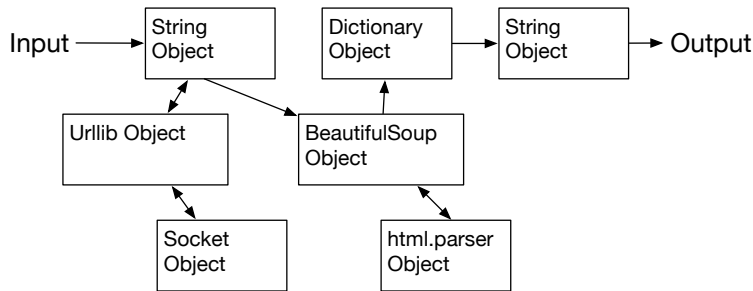 Input
String
Object
Dictionary
Object
String
Object
Output
Urllib Object
BeautifulSoup
Object
Socket
Object
html.parser
Object